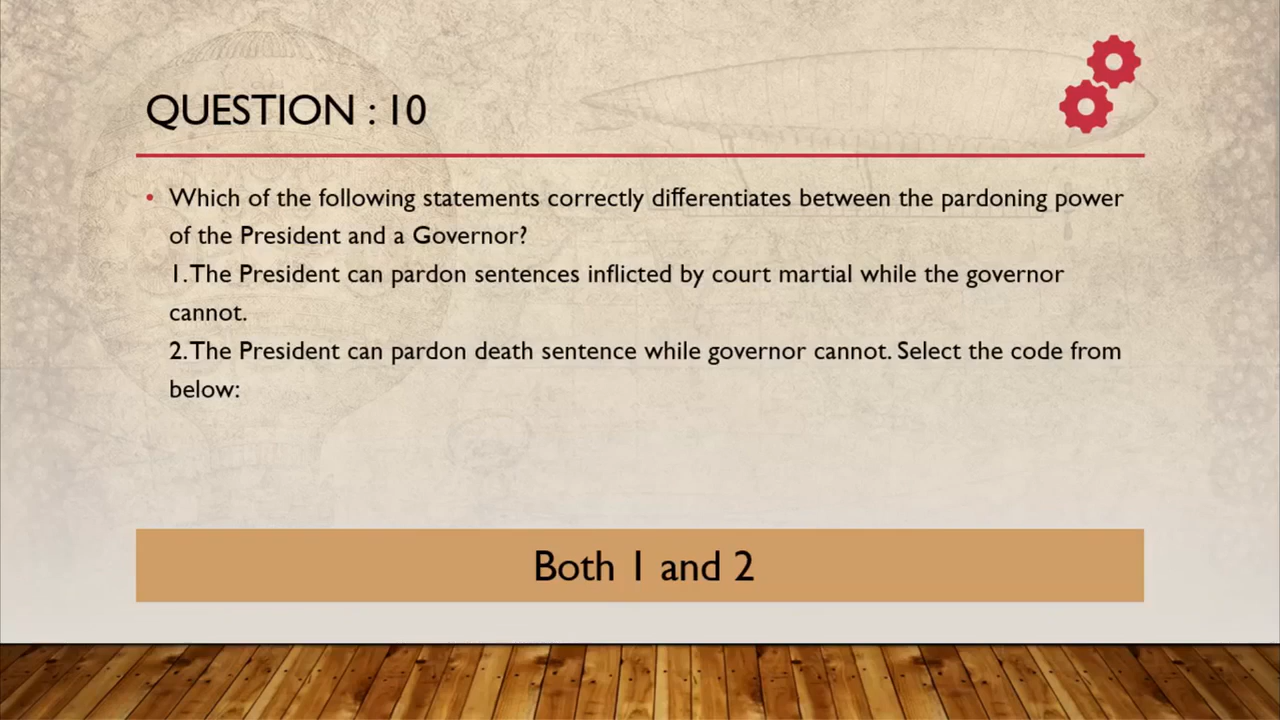 QUESTION : 10
• Which of the following statements correctly differentiates between the pardoning power
of the President and a Governor?
1.The President can pardon sentences inflicted by court martial while the governor
cannot.
2.The President can pardon death sentence while governor cannot. Select the code from
below:
Both 1 and 2